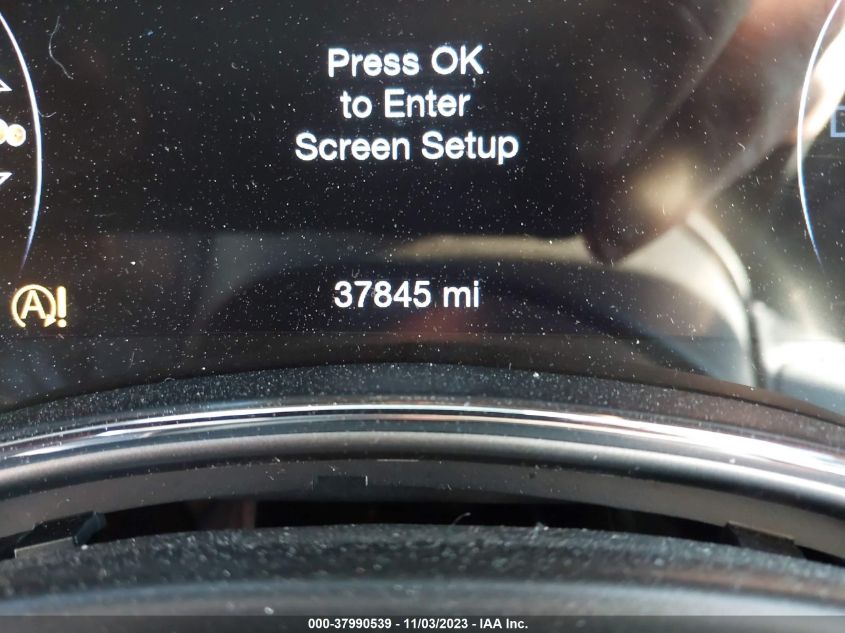 Press OK
to Enter
Screen Setup
37845 mi
A!
000-37990539 - 11/03/2023 - IAA Inc.